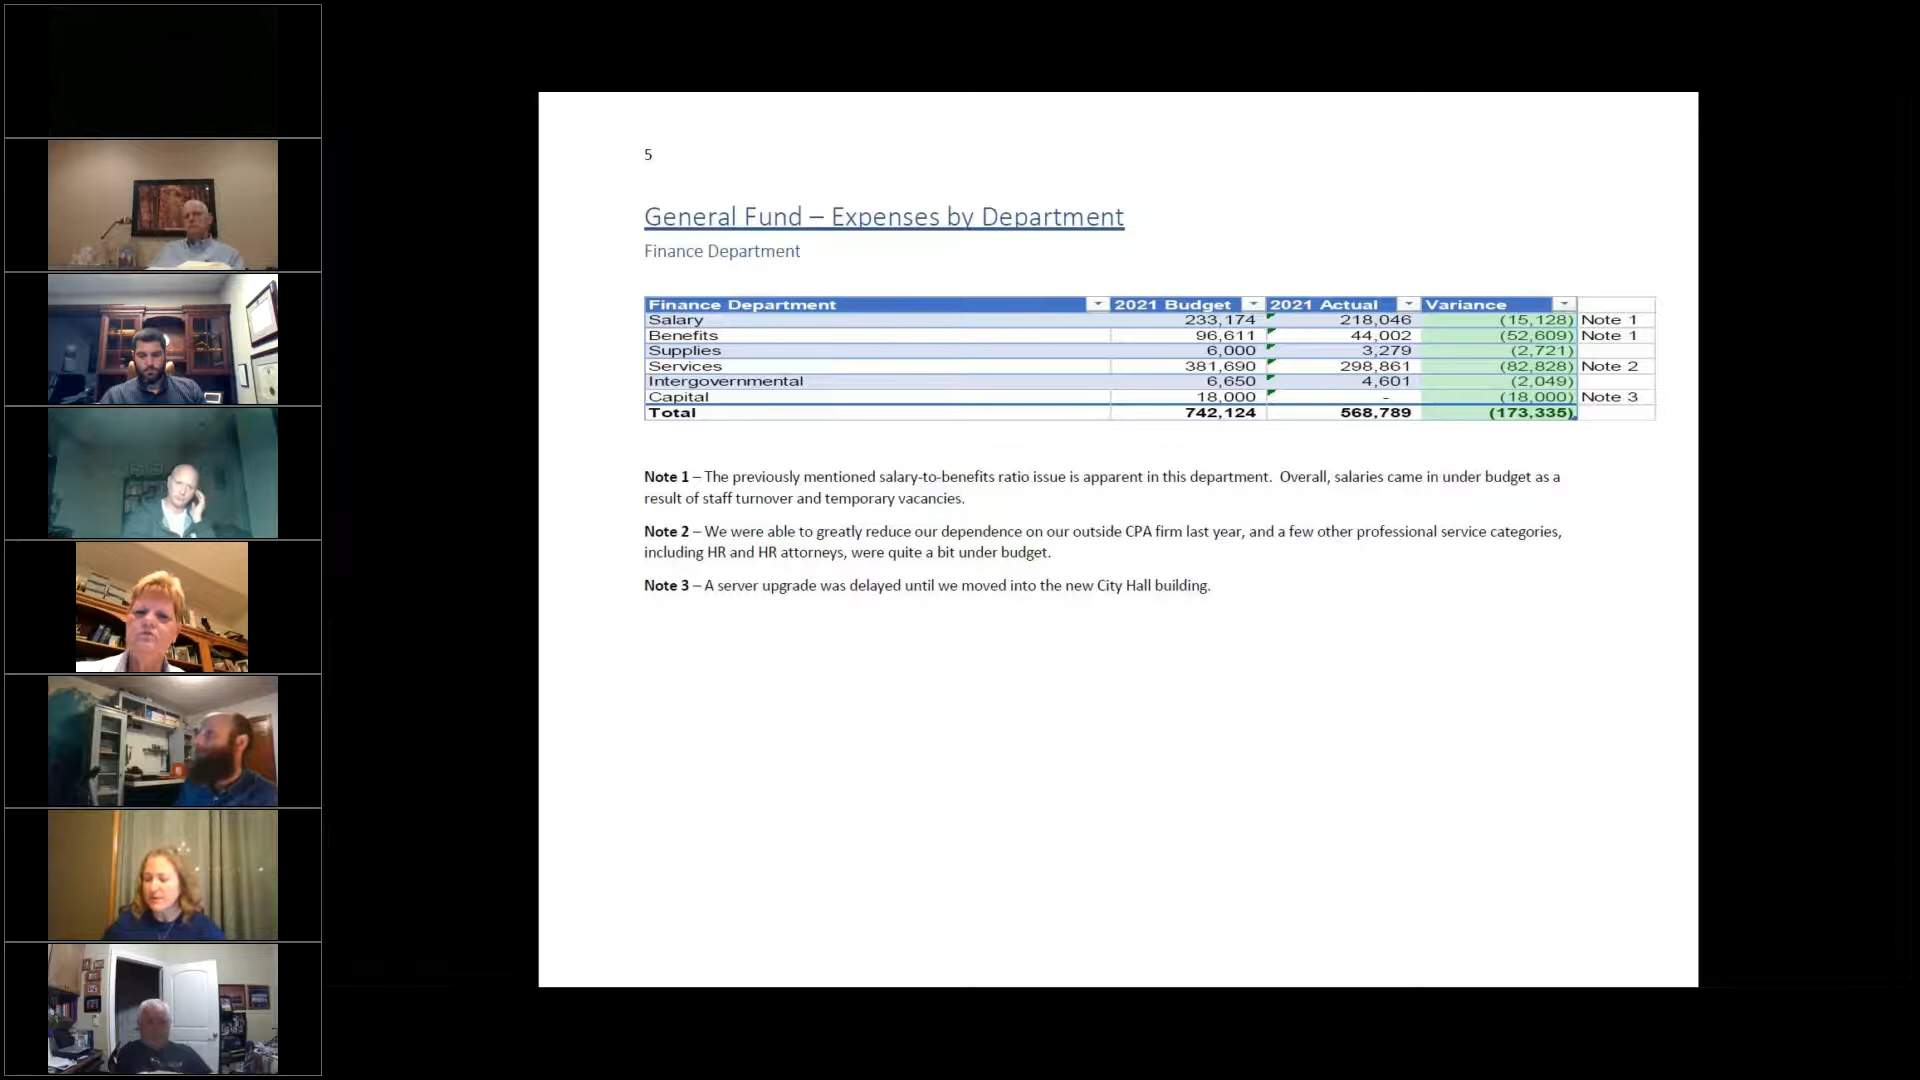 5
General Fund – Expenses by Department
Finance Department
Finance Department 2021 Budget 2021 Actual Variance
Salary 233,174 218,046 (15,128) Note 1
Benefits 96,611 44,002 (52,609) Note 1
Supplies 6,000 3,279 (2,721)
Services 381,690 298,861 (82,828) Note 2
Intergovernmental 6,650 4,601 (2,049)
Capital 18,000 - (18,000) Note 3
Total 742,124 568,789 (173,335)
Note 1 – The previously mentioned salary-to-benefits ratio issue is apparent in this department. Overall, salaries came in under budget as a
result of staff turnover and temporary vacancies.
Note 2 – We were able to greatly reduce our dependence on our outside CPA firm last year, and a few other professional service categories,
including HR and HR attorneys, were quite a bit under budget.
Note 3 – A server upgrade was delayed until we moved into the new City Hall building.